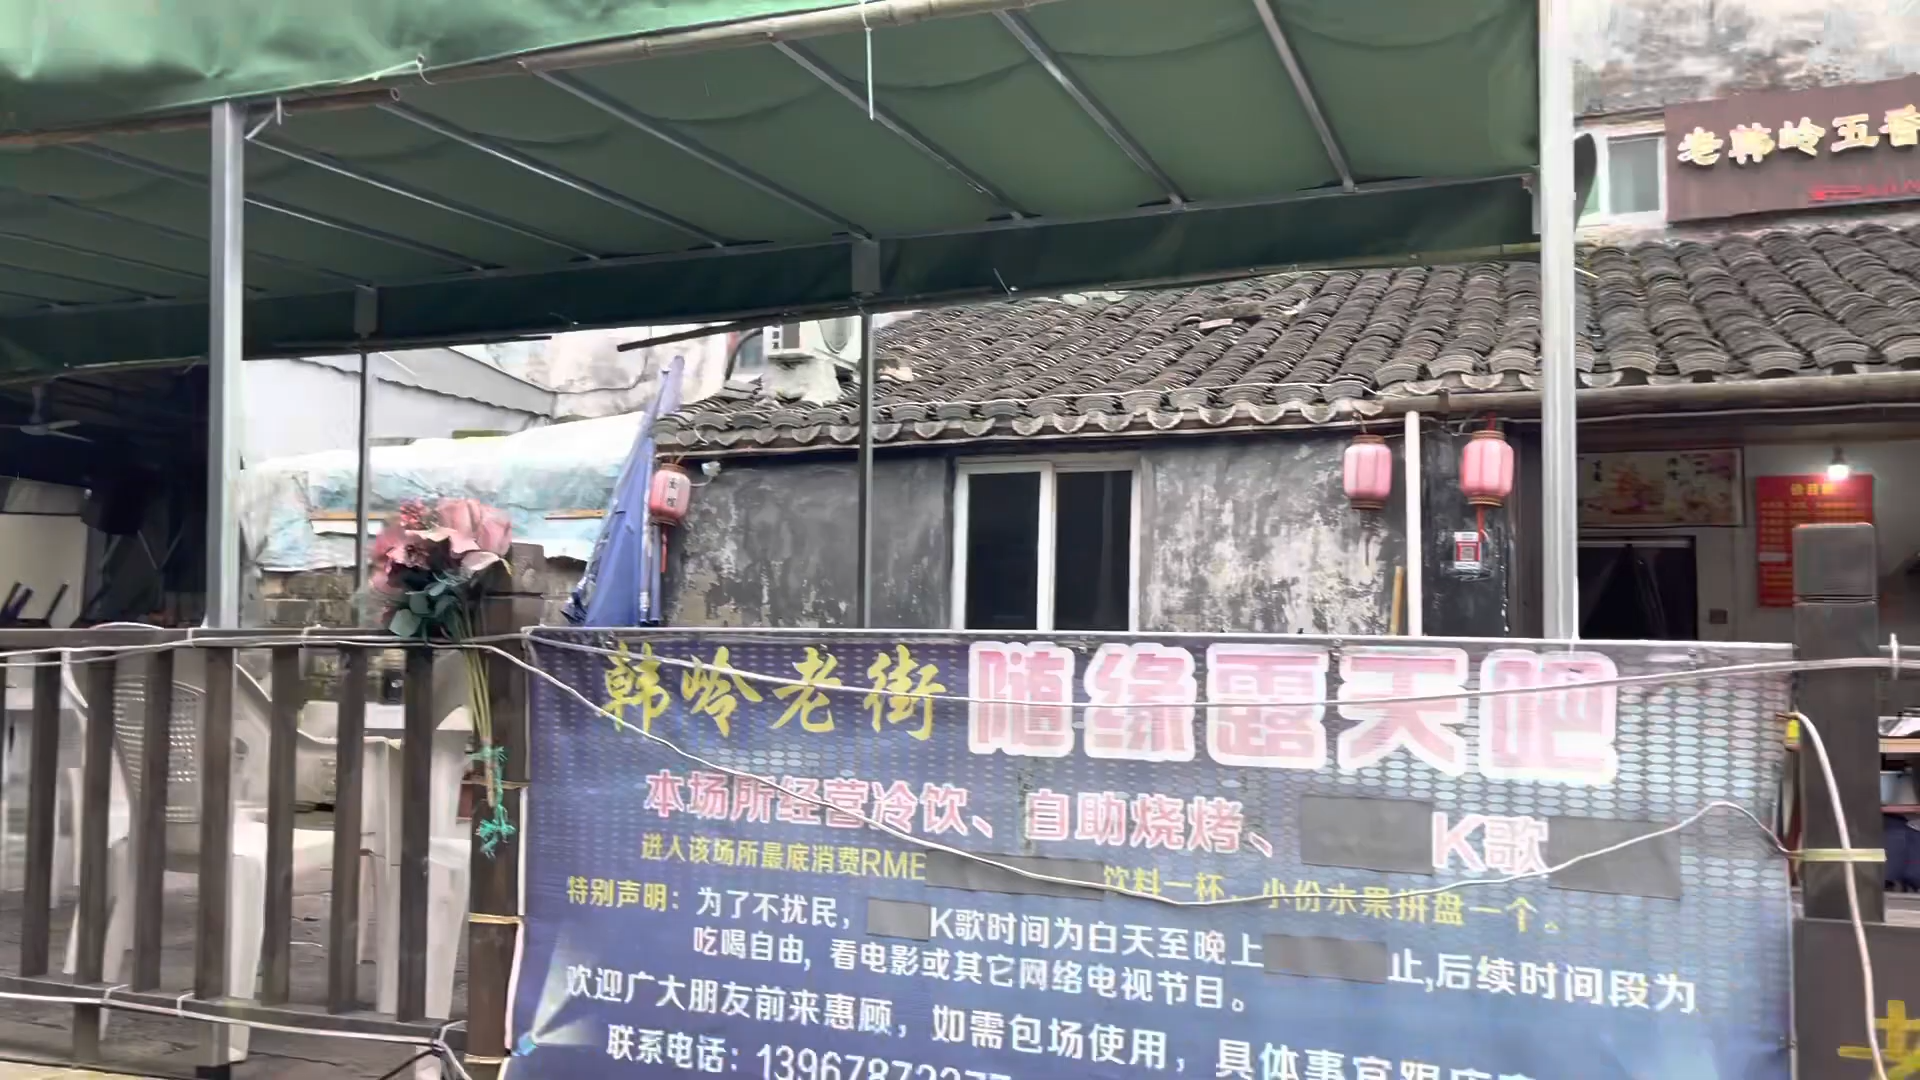 老韩岭五香
韩岭老街 随缘露天吧
本场所经营冷饮、自助烧烤、 K歌
进入该场所最底消费RME 饮料一杯、小份水果拼盘一个。
特别声明：为了不扰民， K歌时间为白天至晚上 止,后续时间段为
吃喝自由, 看电影或其它网络电视节目。
欢迎广大朋友前来惠顾，如需包场使用，具体事宜跟店
联系电话：